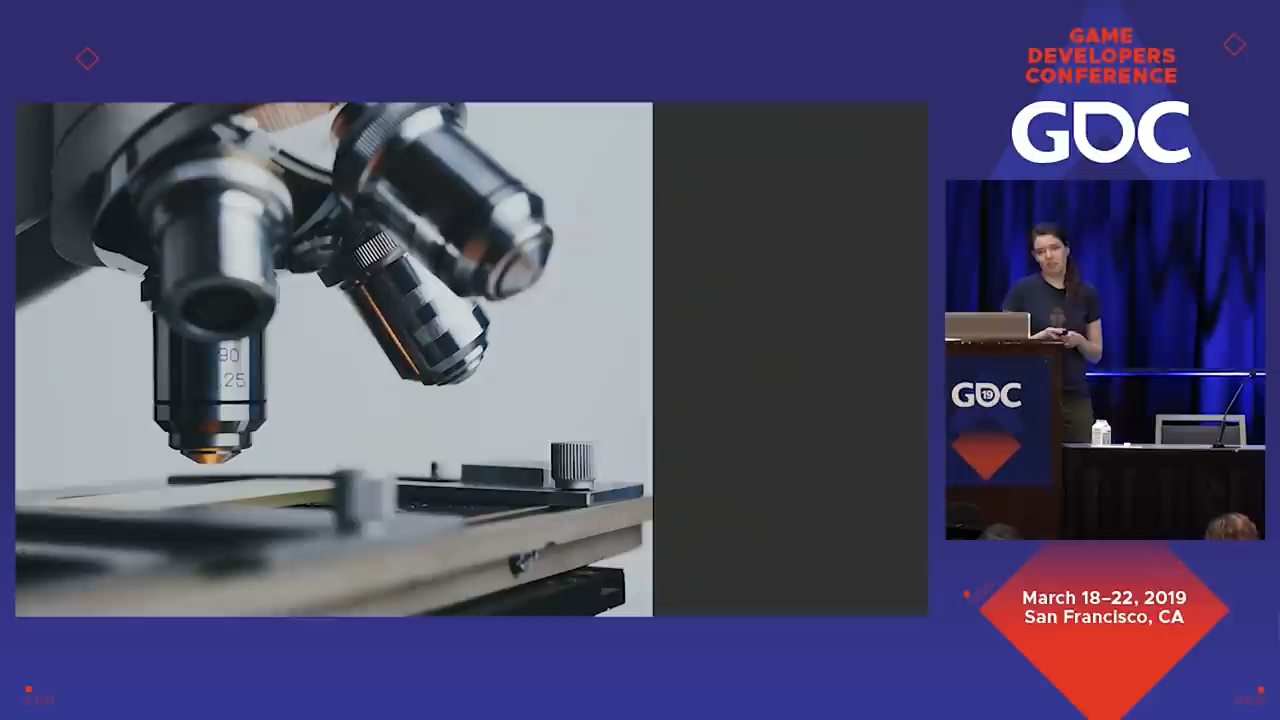 GAME
DEVELOPERS
CONFERENCE
GDC
90
25
GDC
19
March 18–22, 2019
San Francisco, CA